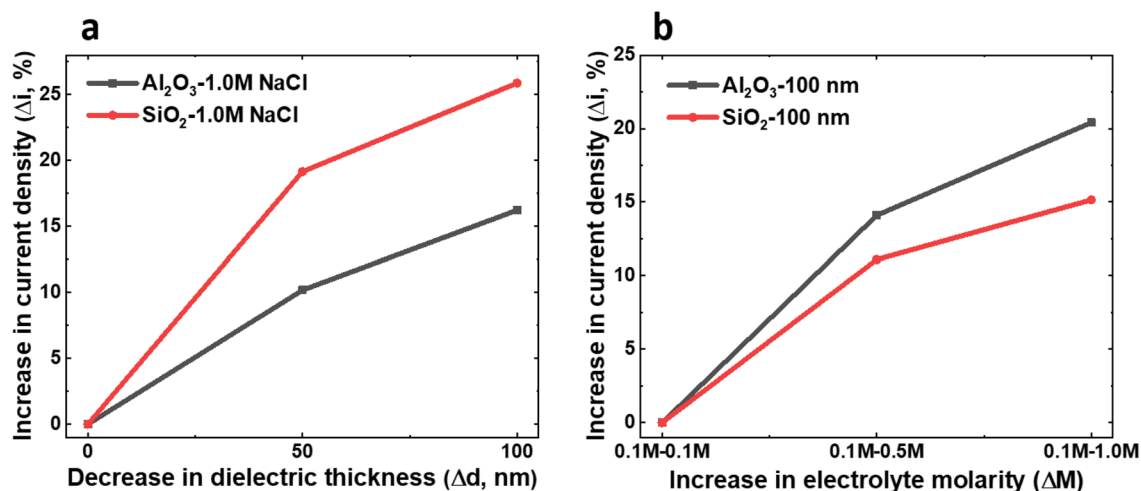 a
Increase in current density (Δi, %)
25
20
15
10
5
0
Al₂O₃-1.0M NaCl
SiO₂-1.0M NaCl
0 50 100
Decrease in dielectric thickness (Δd, nm)
b
Increase in current density (Δi, %)
25
20
15
10
5
0
Al₂O₃-100 nm
SiO₂-100 nm
0.1M-0.1M 0.1M-0.5M 0.1M-1.0M
Increase in electrolyte molarity (ΔM)